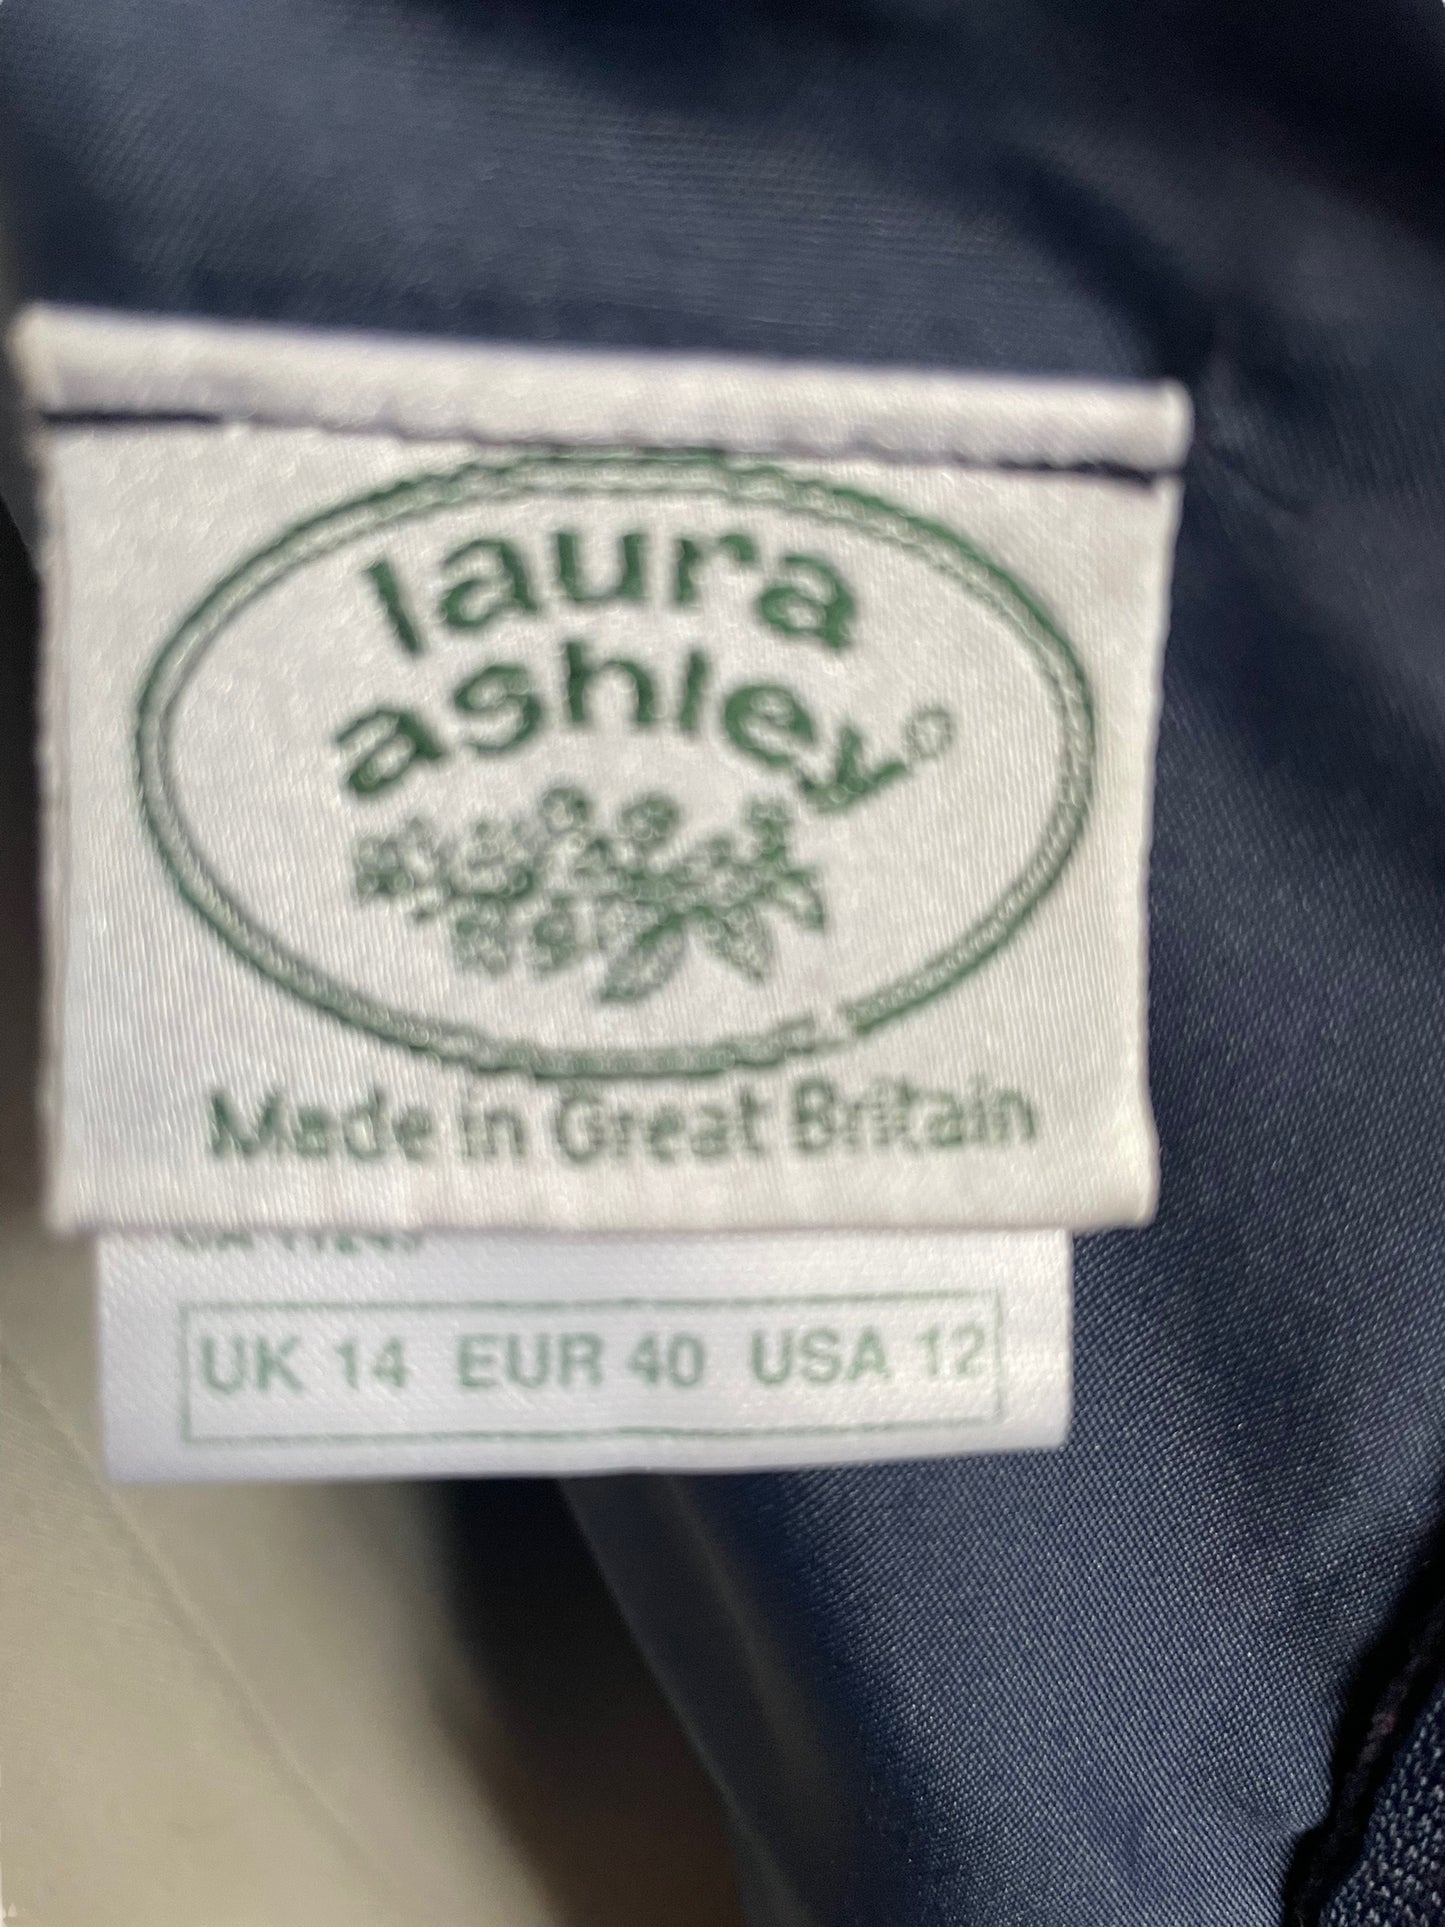 laura
ashley
Made in Great Britain
UK 14 EUR 40 USA 12